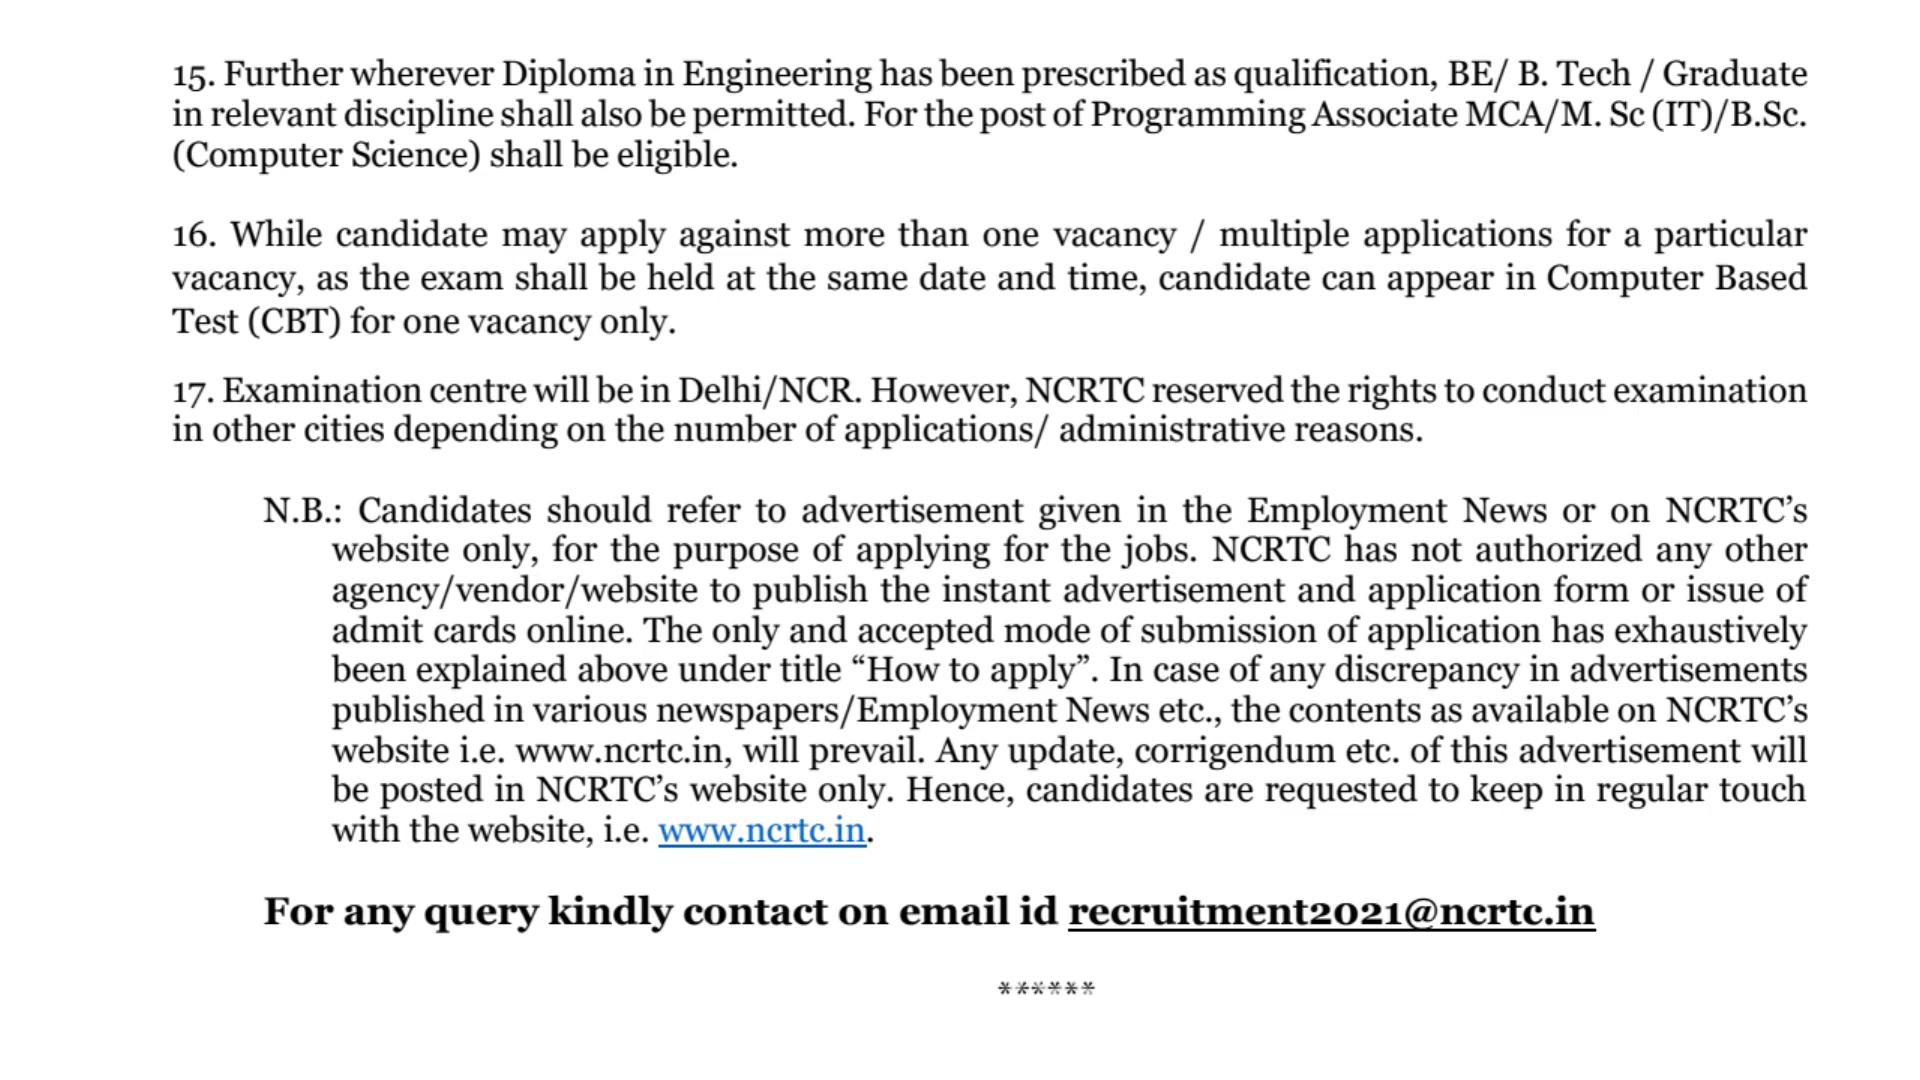 15. Further wherever Diploma in Engineering has been prescribed as qualification, BE/ B. Tech / Graduate
in relevant discipline shall also be permitted. For the post of Programming Associate MCA/M. Sc (IT)/B.Sc.
(Computer Science) shall be eligible.
16. While candidate may apply against more than one vacancy / multiple applications for a particular
vacancy, as the exam shall be held at the same date and time, candidate can appear in Computer Based
Test (CBT) for one vacancy only.
17. Examination centre will be in Delhi/NCR. However, NCRTC reserved the rights to conduct examination
in other cities depending on the number of applications/ administrative reasons.
N.B.: Candidates should refer to advertisement given in the Employment News or on NCRTC’s
website only, for the purpose of applying for the jobs. NCRTC has not authorized any other
agency/vendor/website to publish the instant advertisement and application form or issue of
admit cards online. The only and accepted mode of submission of application has exhaustively
been explained above under title “How to apply”. In case of any discrepancy in advertisements
published in various newspapers/Employment News etc., the contents as available on NCRTC’s
website i.e. www.ncrtc.in, will prevail. Any update, corrigendum etc. of this advertisement will
be posted in NCRTC’s website only. Hence, candidates are requested to keep in regular touch
with the website, i.e. www.ncrtc.in.
For any query kindly contact on email id recruitment2021@ncrtc.in
******